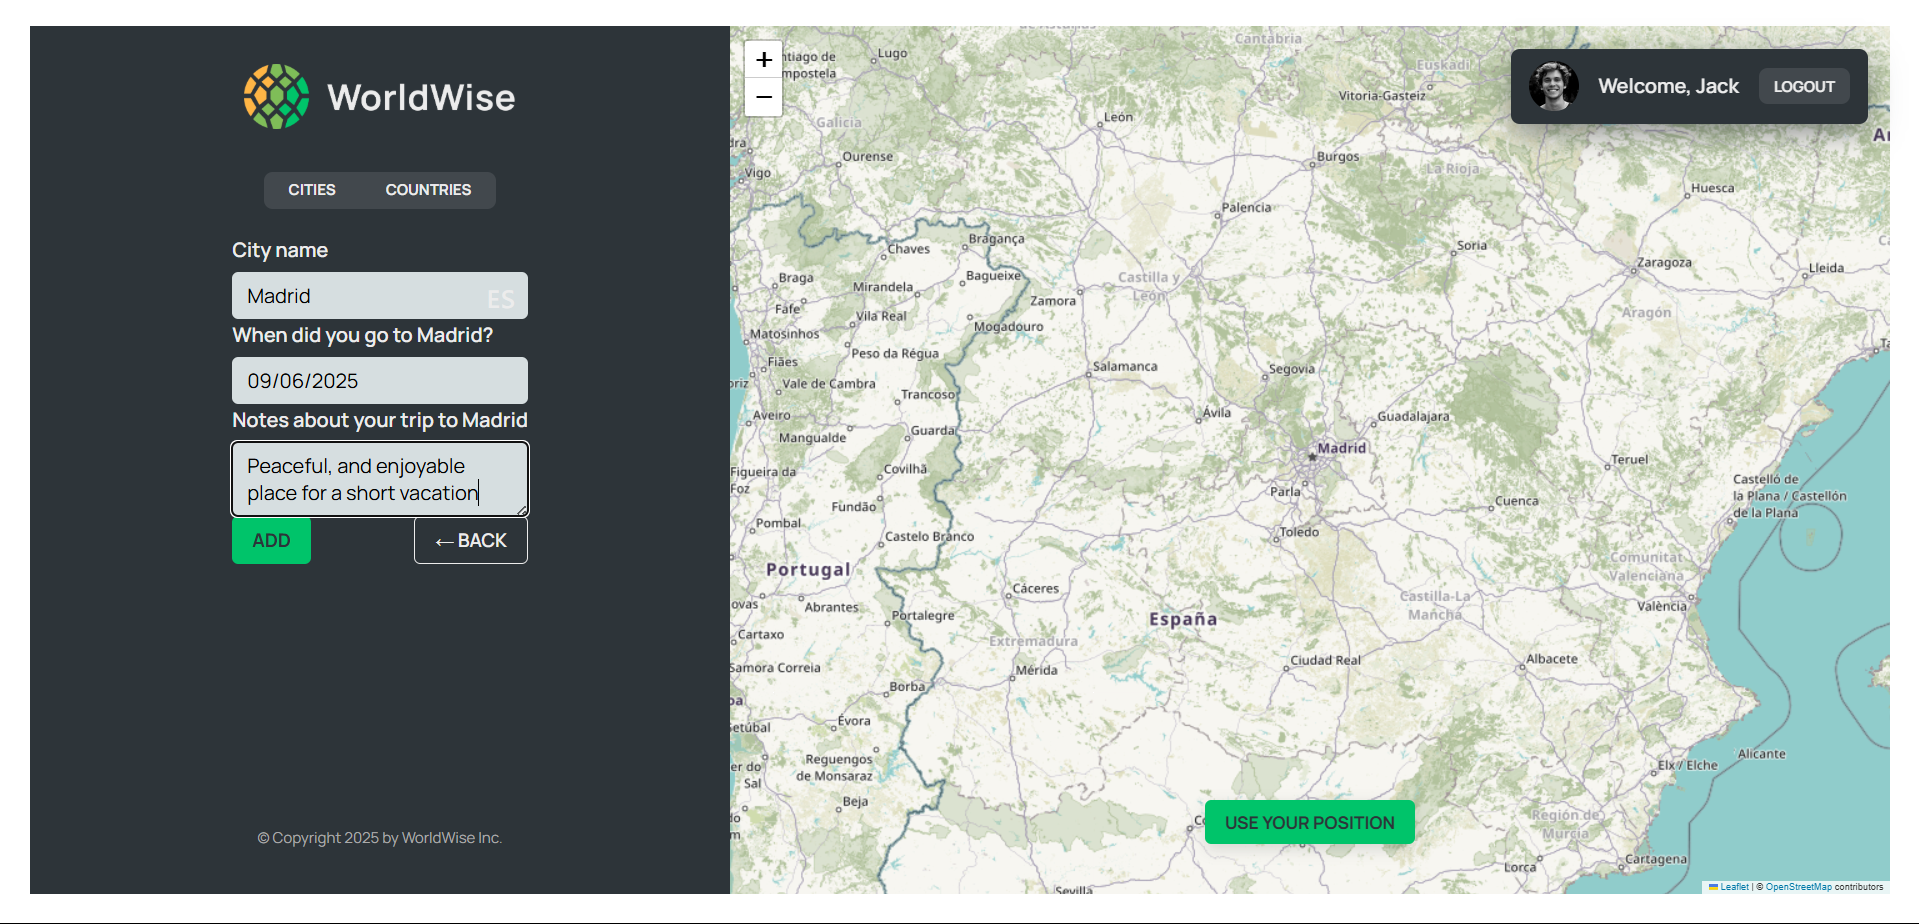 WorldWise
CITIES COUNTRIES
City name
Madrid ES
When did you go to Madrid?
09/06/2025
Notes about your trip to Madrid
Peaceful, and enjoyable
place for a short vacation
ADD ←BACK
© Copyright 2025 by WorldWise Inc.
+
−
Welcome, Jack LOGOUT
Cantabria
Lugo
Euskadi
Vitoria-Gasteiz
León
Galicia
Ourense
Burgos
La Rioja
Vigo
Huesca
Palencia
Bragança
Chaves
Soria
Zaragoza
Lleida
Braga
Mirandela
Bagueixe
Castilla y
León
Zamora
Fafe
Vila Real
Mogadouro
Aragón
Matosinhos
Peso da Régua
Fiães
Salamanca
Segovia
Vale de Cambra
Trancoso
Aveiro
Ávila
Guadalajara
Mangualde
Guarda
Madrid
Figueira da
Foz
Covilhã
Teruel
Parla
Castelló de
la Plana / Castellón
de la Plana
Fundão
Cuenca
Pombal
Castelo Branco
Toledo
Portugal
Comunitat
Valenciana
Cáceres
Abrantes
Portalegre
España
Castilla-La
Mancha
València
Cartaxo
Extremadura
Samora Correia
Mérida
Ciudad Real
Albacete
Borba
Évora
Alicante
Reguengos
de Monsaraz
Elx / Elche
Beja
USE YOUR POSITION
Región de
Murcia
Lorca
Cartagena
Sevilla
Leaflet | © OpenStreetMap contributors